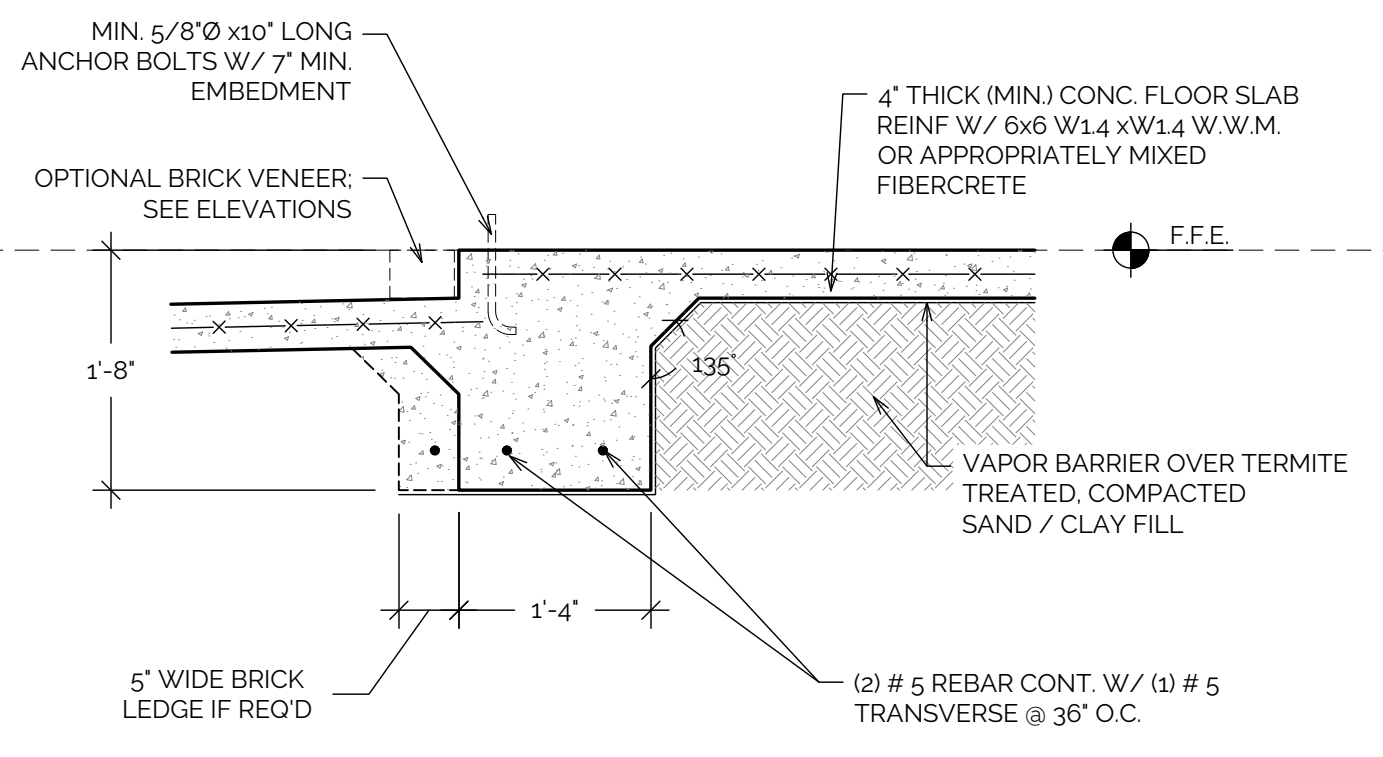 MIN. 5/8"Ø x10" LONG
ANCHOR BOLTS W/ 7" MIN.
EMBEDMENT
4" THICK (MIN.) CONC. FLOOR SLAB
REINF W/ 6x6 W1.4 xW1.4 W.W.M.
OR APPROPRIATELY MIXED
FIBERCRETE
OPTIONAL BRICK VENEER;
SEE ELEVATIONS
F.F.E.
1'-8"
135°
VAPOR BARRIER OVER TERMITE
TREATED, COMPACTED
SAND / CLAY FILL
1'-4"
5" WIDE BRICK
LEDGE IF REQ'D
(2) # 5 REBAR CONT. W/ (1) # 5
TRANSVERSE @ 36" O.C.